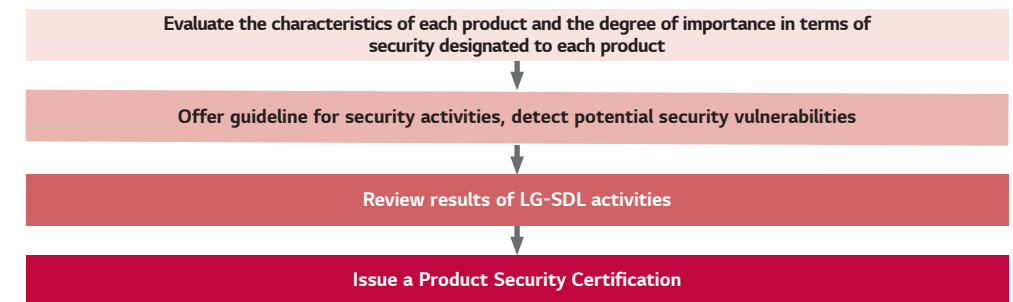 Evaluate the characteristics of each product and the degree of importance in terms of
security designated to each product
Offer guideline for security activities, detect potential security vulnerabilities
Review results of LG-SDL activities
Issue a Product Security Certification